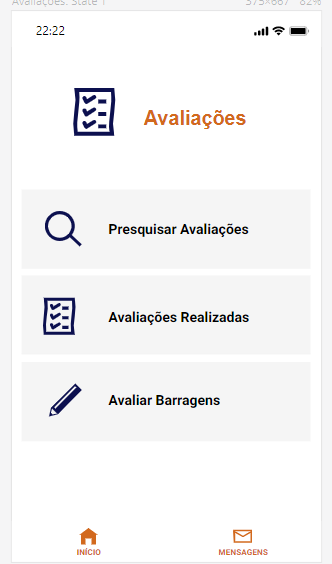 Avaliações: State 1 375×667 82%
22:22
Avaliações
Presquisar Avaliações
Avaliações Realizadas
Avaliar Barragens
INÍCIO MENSAGENS